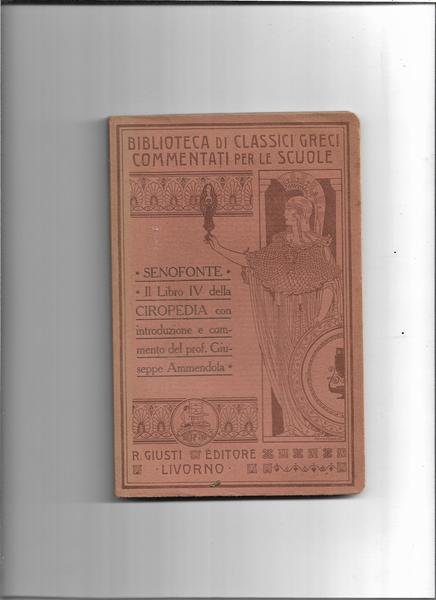 BIBLIOTECA DI CLASSICI GRECI
COMMENTATI PER LE SCUOLE
• SENOFONTE •
• Il Libro IV della
CIROPEDIA con
introduzione e com-
mento del prof. Giu-
seppe Ammendola •
R. GIUSTI EDITORE
· LIVORNO ·